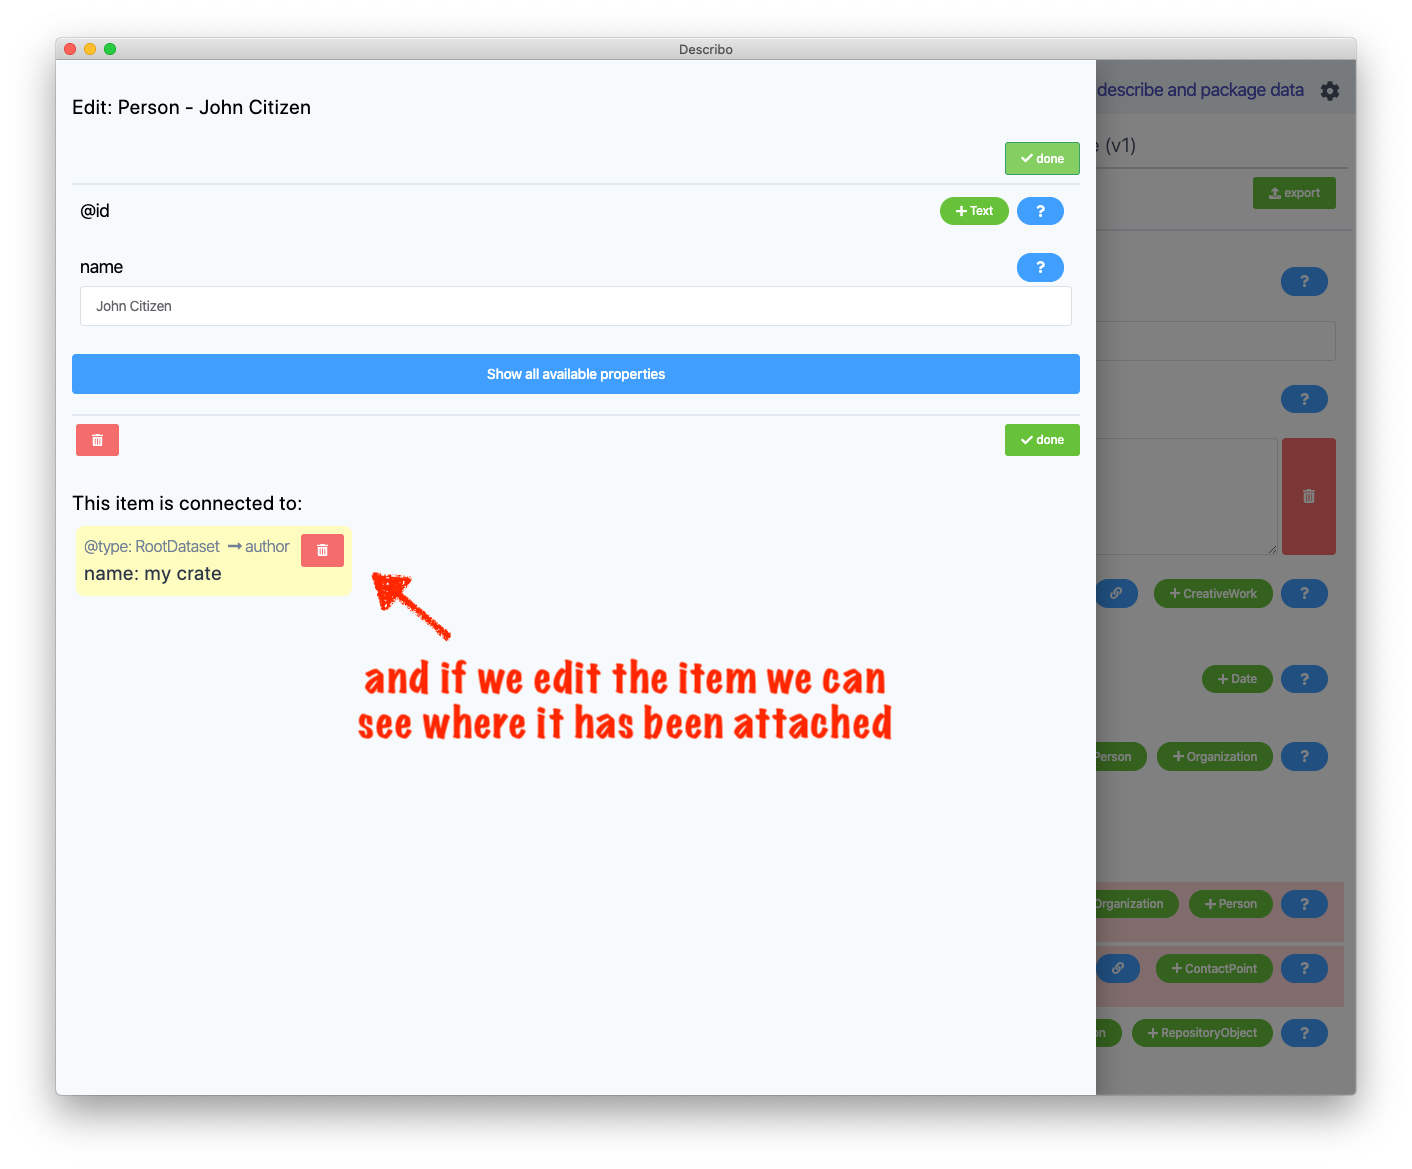 Describo
Edit: Person - John Citizen
describe and package data
(v1)
done
export
@id
Text
?
name
?
?
John Citizen
Show all available properties
?
done
This item is connected to:
@type: RootDataset → author
name: my crate
CreativeWork
?
and if we edit the item we can
see where it has been attached
Date
?
Person
Organization
?
Organization
Person
?
ContactPoint
?
RepositoryObject
?